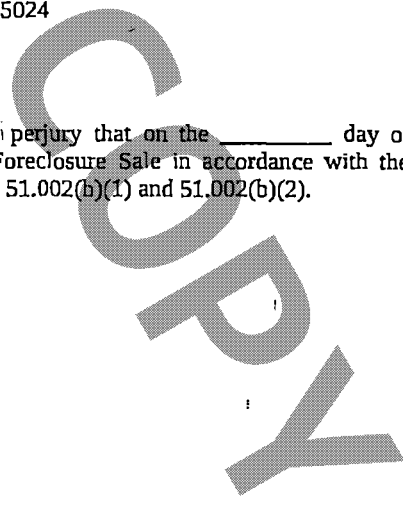 5024
perjury that on the ________ day o
Foreclosure Sale in accordance with the
51.002(b)(1) and 51.002(b)(2).
COPY